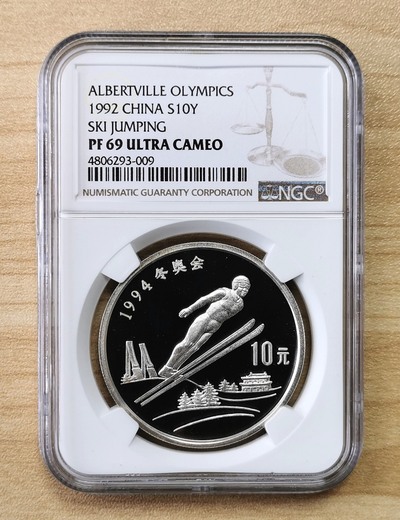 ALBERTVILLE OLYMPICS
1992 CHINA S10Y
SKI JUMPING
PF 69 ULTRA CAMEO
4806293-009
NUMISMATIC GUARANTY CORPORATION
NGC®
1994冬奥会
10元